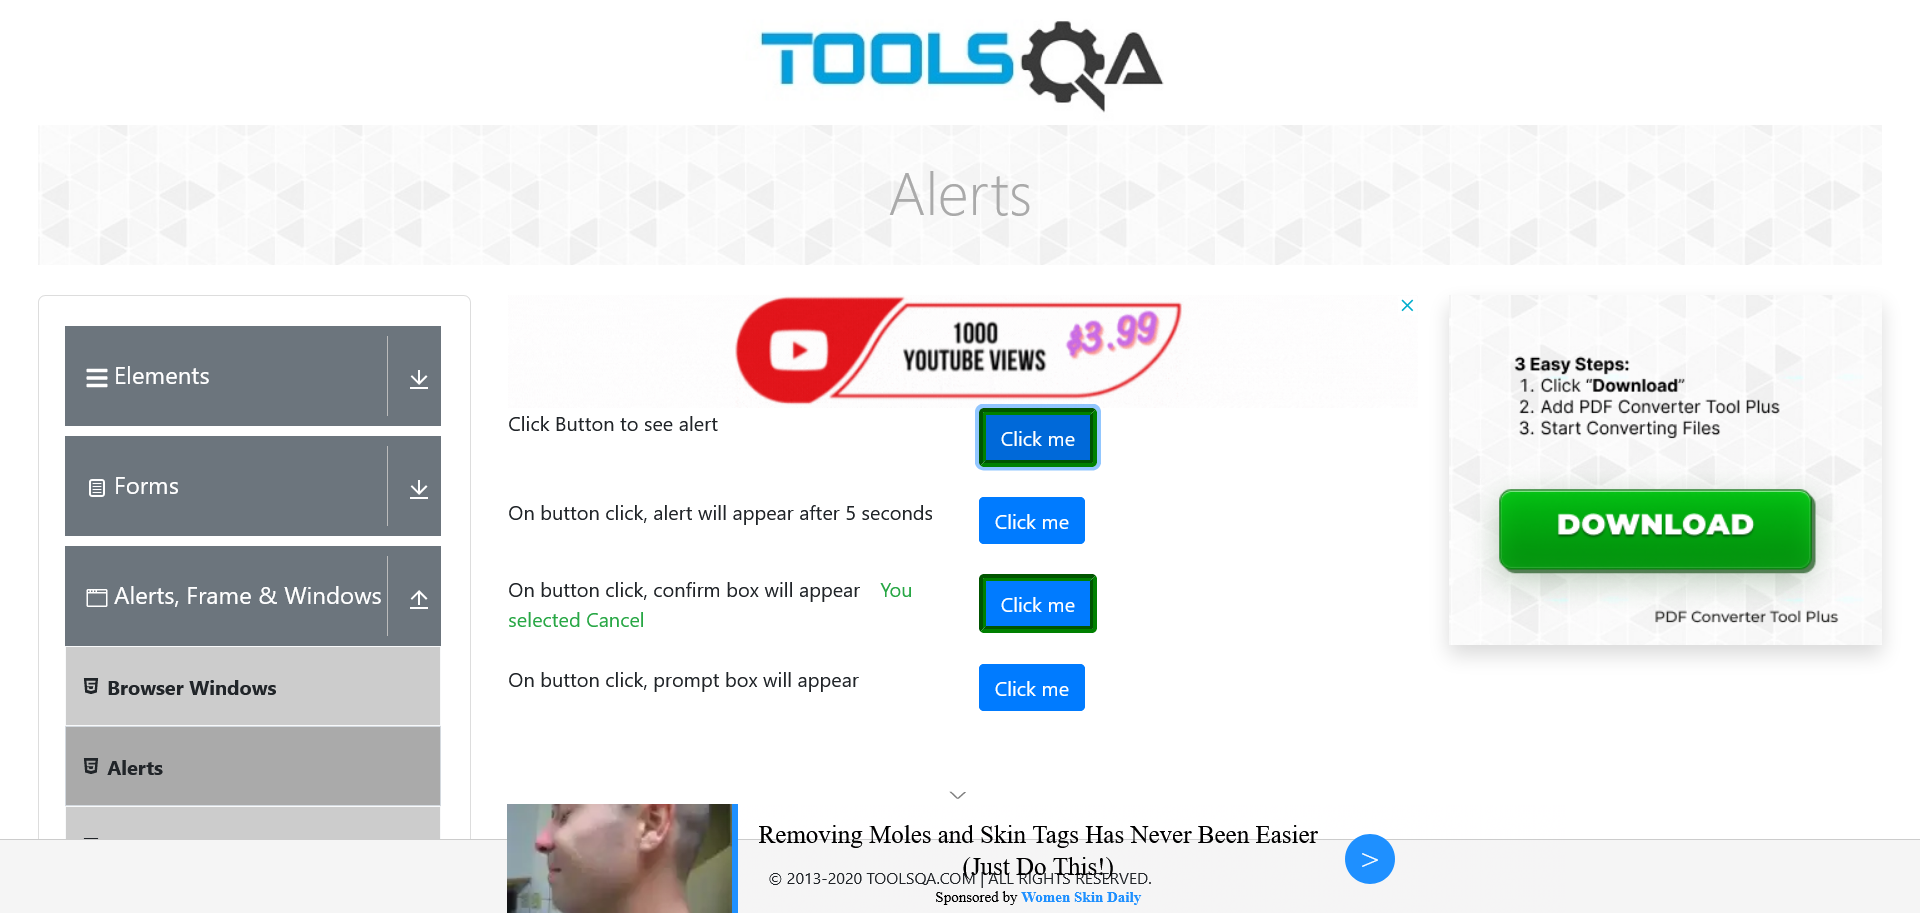 TOOLSQA
Alerts
Elements
Forms
Alerts, Frame & Windows
Browser Windows
Alerts
1000
YOUTUBE VIEWS
$3.99
Click Button to see alert
Click me
On button click, alert will appear after 5 seconds
Click me
On button click, confirm box will appear You
selected Cancel
Click me
On button click, prompt box will appear
Click me
3 Easy Steps:
1. Click “Download”
2. Add PDF Converter Tool Plus
3. Start Converting Files
DOWNLOAD
PDF Converter Tool Plus
Removing Moles and Skin Tags Has Never Been Easier
(Just Do This!)
© 2013-2020 TOOLSQA.COM | ALL RIGHTS RESERVED.
Sponsored by Women Skin Daily